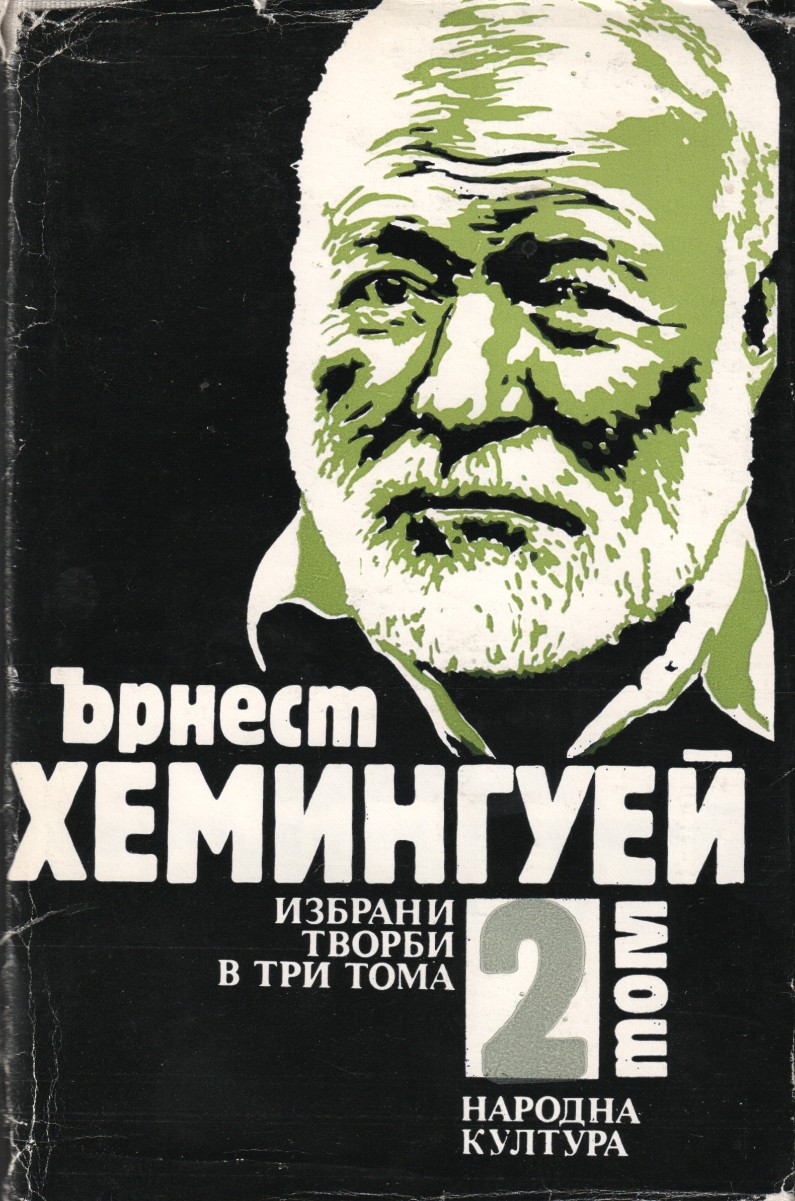 Ърнест
ХЕМИНГУЕЙ
ИЗБРАНИ
ТВОРБИ
В ТРИ ТОМА
2
том
НАРОДНА
КУЛТУРА